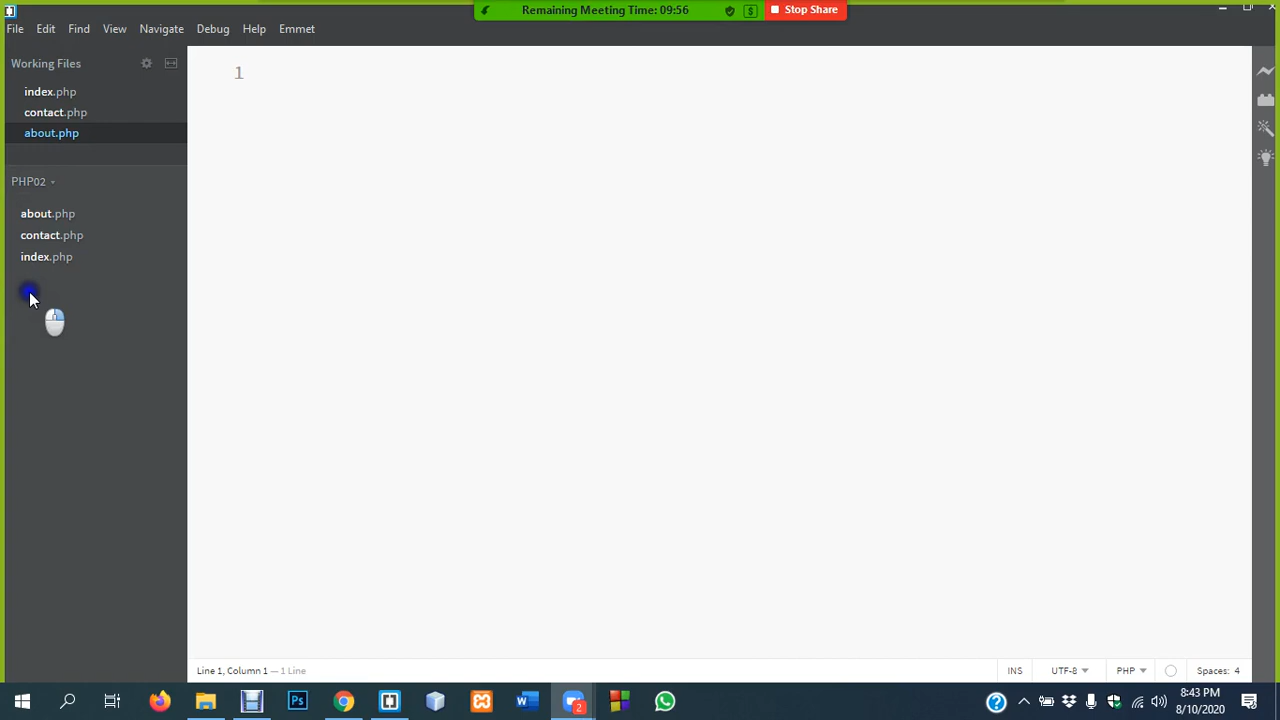 Remaining Meeting Time: 09:56
Stop Share
File Edit Find View Navigate Debug Help Emmet
Working Files
index.php
contact.php
about.php
PHP02
about.php
contact.php
index.php
1
Line 1, Column 1 — 1 Line
INS UTF-8 PHP Spaces: 4
2
8:43 PM
8/10/2020